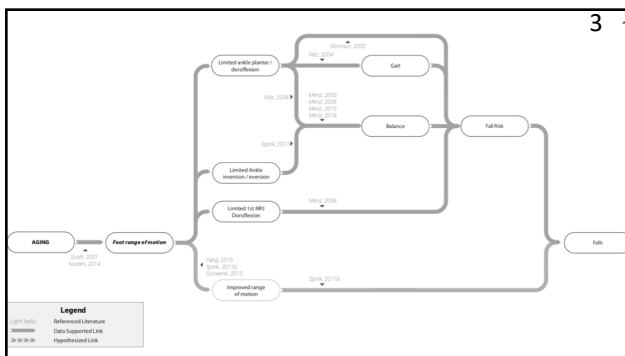 3
Kemoun, 2002
Nitz, 2004
Limited ankle plantar /
dorsiflexion
Gait
Nitz, 2004
Menz, 2005
Menz, 2006
Menz, 2015
Menz, 2018
Balance
Fall Risk
Spink, 2011
Limited Ankle
inversion / eversion
Limited 1st MPJ
Dorsiflexion
Menz, 2006
AGING
Scott, 2007
Nodehi, 2014
Foot range of motion
Falls
Yang, 2015
Spink, 2011b
Schwenk, 2013
Improved range
of motion
Spink, 2011b
Legend
Light Italic Referenced Literature
Data Supported Link
Hypothesized Link